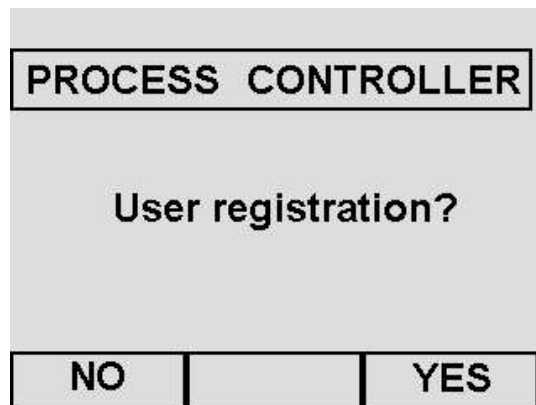 PROCESS CONTROLLER
User registration?
NO YES